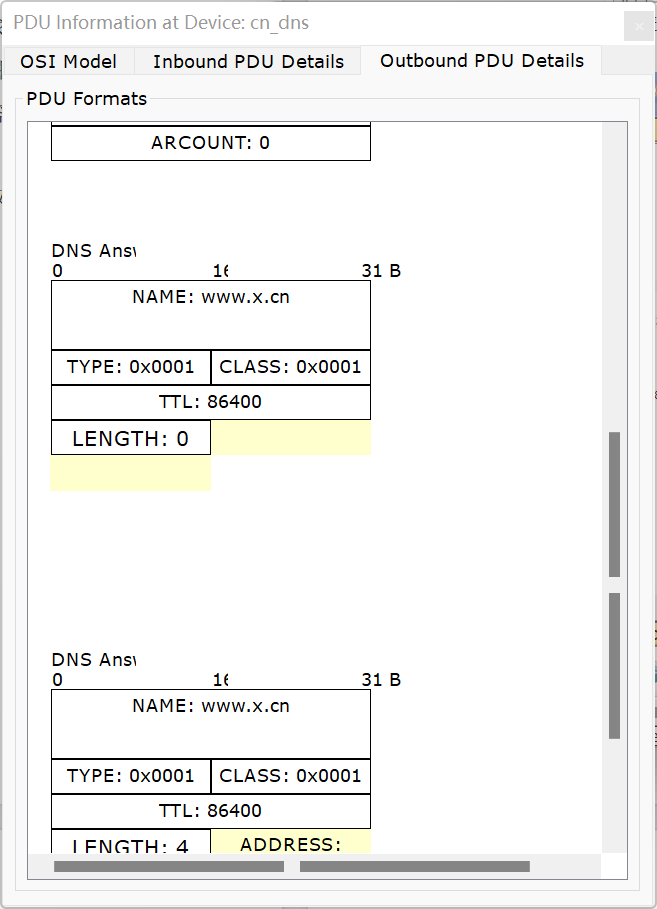 PDU Information at Device: cn_dns
OSI Model Inbound PDU Details Outbound PDU Details
PDU Formats
ARCOUNT: 0
DNS Answ
0 16 31 B
NAME: www.x.cn
TYPE: 0x0001 CLASS: 0x0001
TTL: 86400
LENGTH: 0
DNS Answ
0 16 31 B
NAME: www.x.cn
TYPE: 0x0001 CLASS: 0x0001
TTL: 86400
LENGTH: 4 ADDRESS: